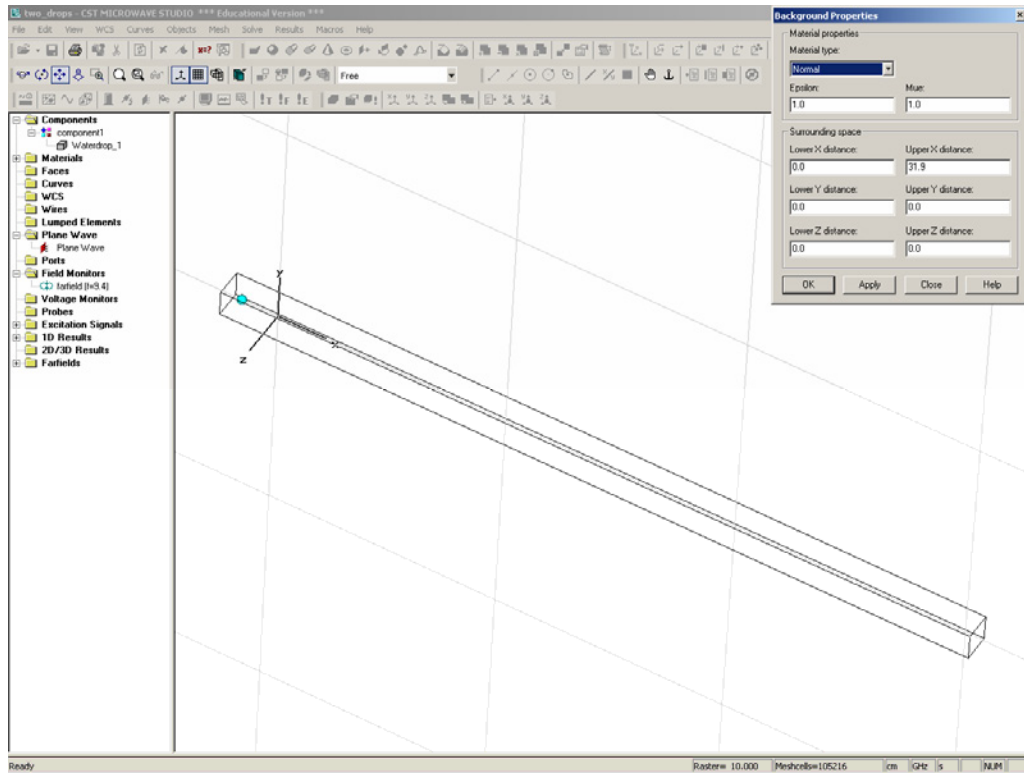 two_drops - CST MICROWAVE STUDIO *** Educational Version ***
File Edit View WCS Curves Objects Mesh Solve Results Macros Help
Free
Components
component1
Waterdrop_1
Materials
Faces
Curves
WCS
Wires
Lumped Elements
Plane Wave
Plane Wave
Ports
Field Monitors
farfield (f=9.4)
Voltage Monitors
Probes
Excitation Signals
1D Results
2D/3D Results
Farfields
y
x
z
Background Properties
Material properties
Material type:
Normal
Epsilon: Mue:
1.0 1.0
Surrounding space
Lower X distance: Upper X distance:
0.0 31.9
Lower Y distance: Upper Y distance:
0.0 0.0
Lower Z distance: Upper Z distance:
0.0 0.0
OK Apply Close Help
Ready Raster= 10.000 Meshcells=105216 cm GHz s NUM